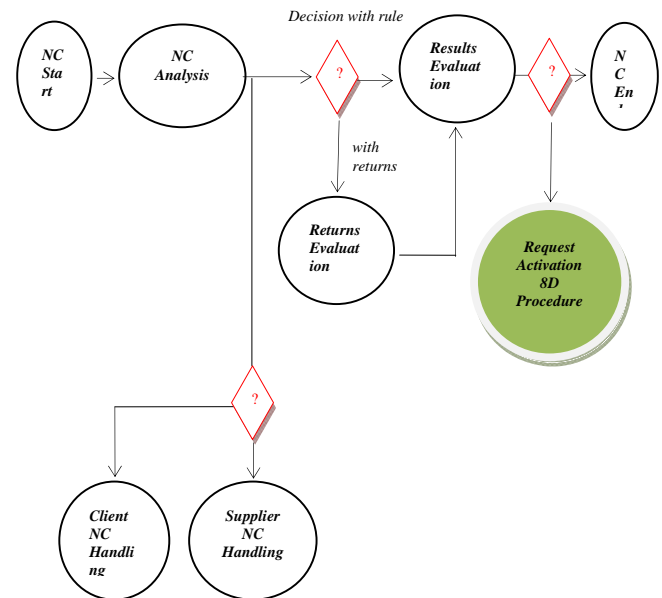 Decision with rule
NC
Sta
rt
NC
Analysis
?
Results
Evaluat
ion
?
N
C
En
with
returns
Returns
Evaluat
ion
Request
Activation
8D
Procedure
?
Client
NC
Handli
ng
Supplier
NC
Handling